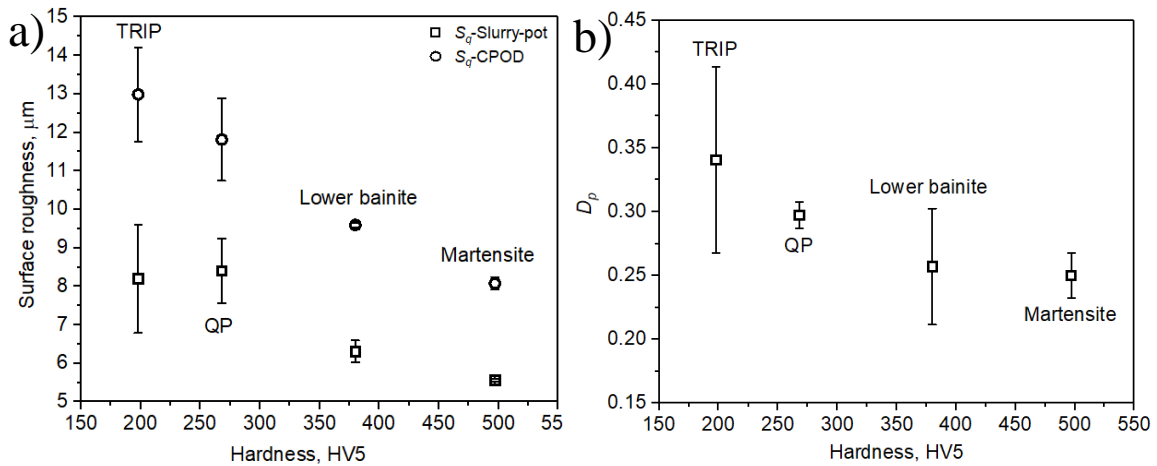 a)
15
14
13
12
11
10
9
8
7
6
5
Surface roughness, μm
TRIP
QP
Lower bainite
Martensite
S_q-Slurry-pot
S_q-CPOD
150 200 250 300 350 400 450 500 55
Hardness, HV5
b)
0.45
0.40
0.35
0.30
0.25
0.20
0.15
D_p
TRIP
QP
Lower bainite
Martensite
150 200 250 300 350 400 450 500 550
Hardness, HV5